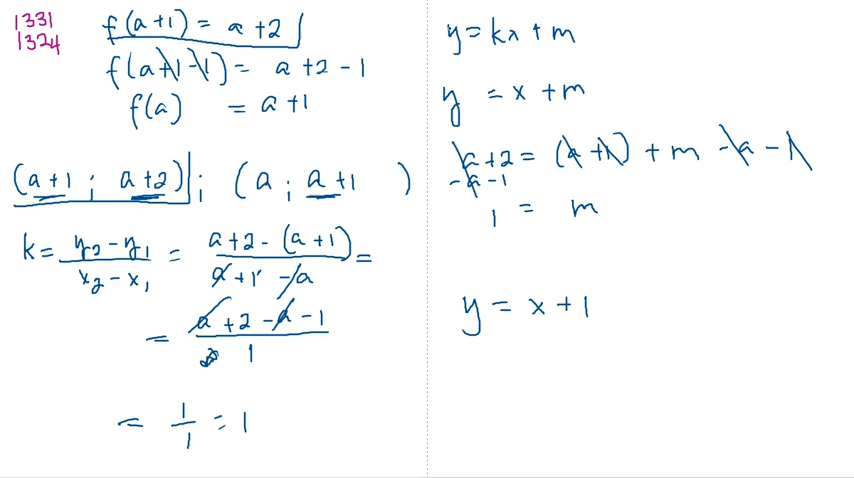 1331
1324
f(a+1) = a+2
f(a+1-1) = a+2-1
f(a) = a+1
(a+1 ; a+2) ; (a ; a+1)
k = y₂-y₁ / x₂-x₁ = a+2-(a+1) / a+1-a =
= a+2-a-1 / 1
= 1/1 = 1
y = kx + m
y = x + m
a+2 = (a+1) + m -a-1
-a-1
1 = m
y = x + 1